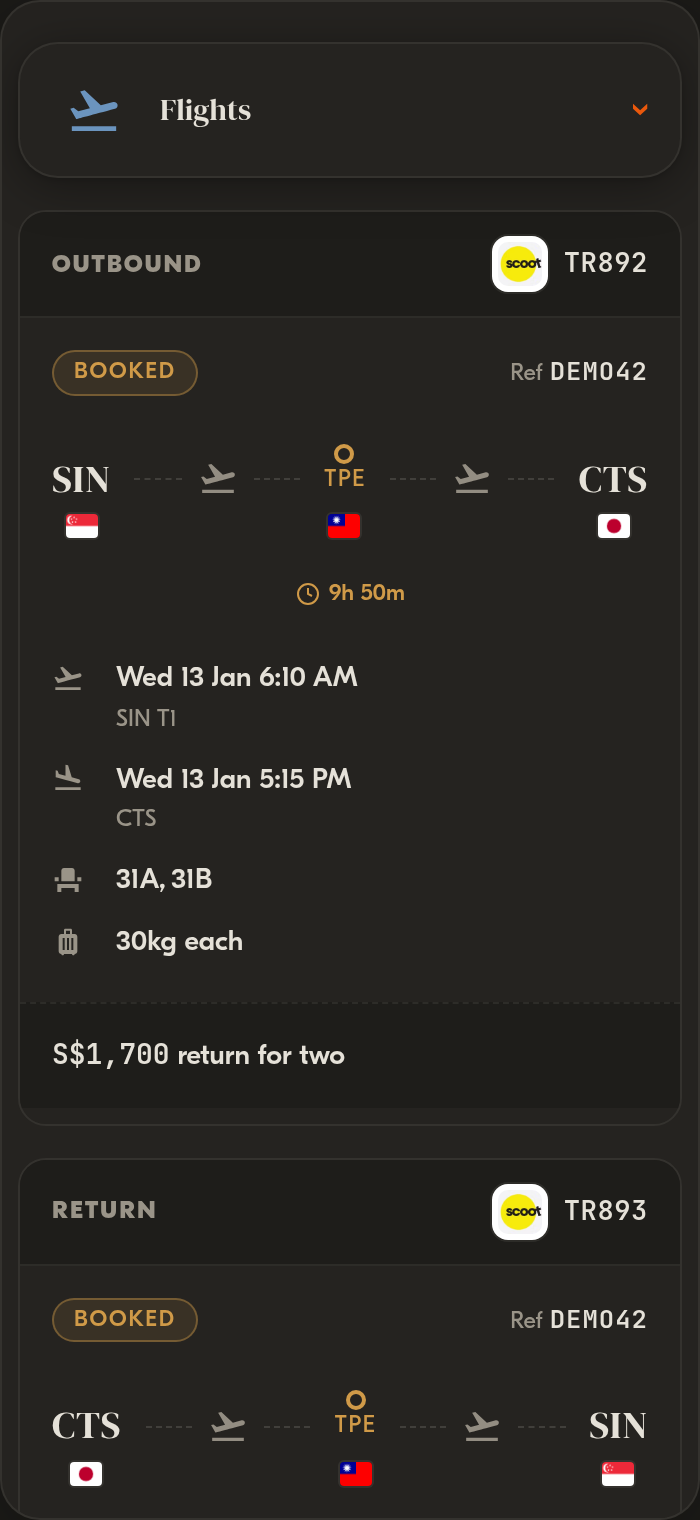 Flights
OUTBOUND
scoot TR892
BOOKED
Ref DEMO42
SIN TPE CTS
9h 50m
Wed 13 Jan 6:10 AM
SIN T1
Wed 13 Jan 5:15 PM
CTS
31A, 31B
30kg each
S$1,700 return for two
RETURN
scoot TR893
BOOKED
Ref DEMO42
CTS TPE SIN